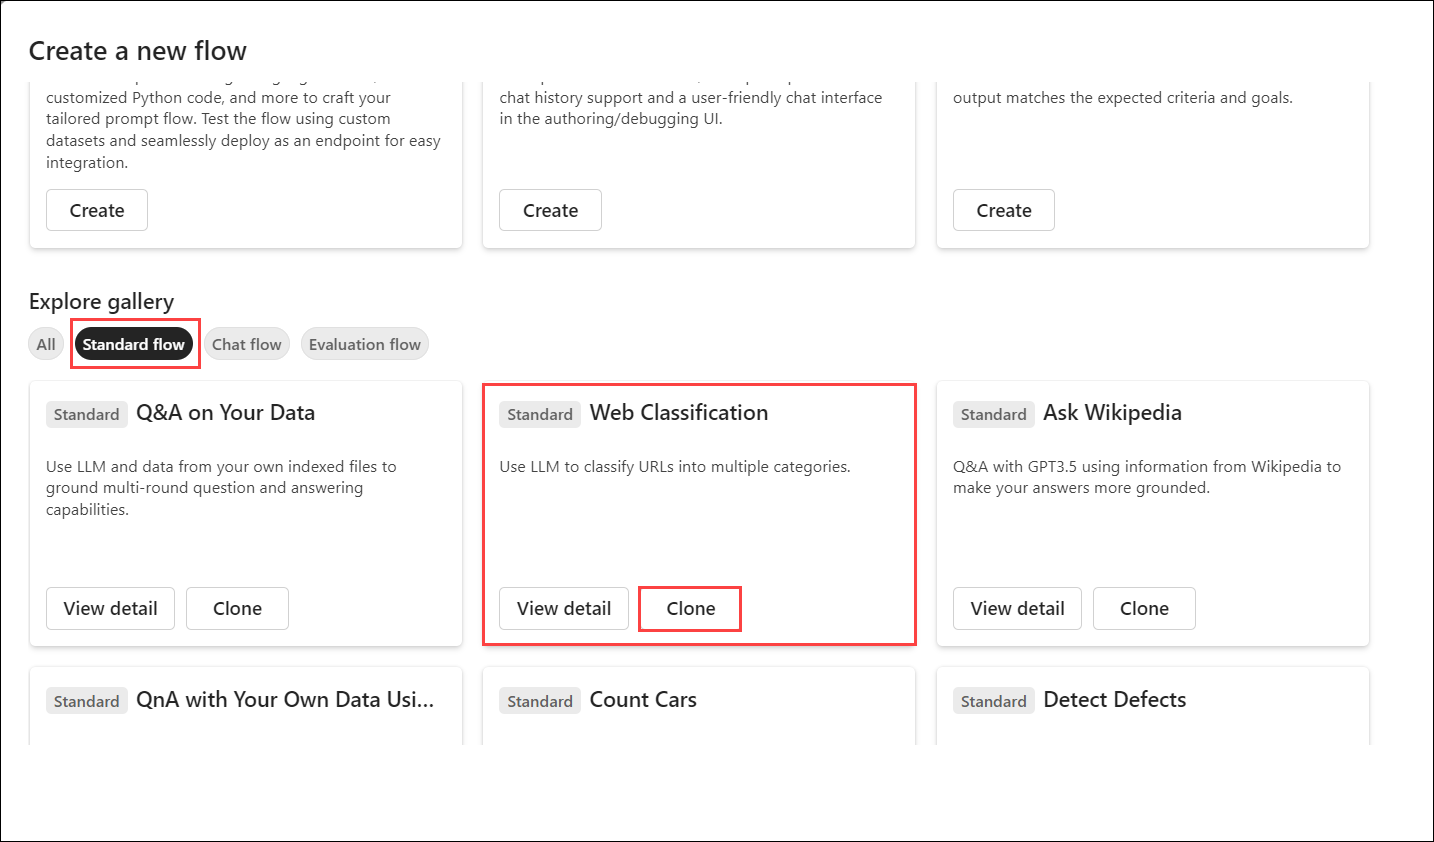 Create a new flow
customized Python code, and more to craft your
tailored prompt flow. Test the flow using custom
datasets and seamlessly deploy as an endpoint for easy
integration.
Create
chat history support and a user-friendly chat interface
in the authoring/debugging UI.
Create
output matches the expected criteria and goals.
Create
Explore gallery
All Standard flow Chat flow Evaluation flow
Standard Q&A on Your Data
Use LLM and data from your own indexed files to
ground multi-round question and answering
capabilities.
View detail Clone
Standard Web Classification
Use LLM to classify URLs into multiple categories.
View detail Clone
Standard Ask Wikipedia
Q&A with GPT3.5 using information from Wikipedia to
make your answers more grounded.
View detail Clone
Standard QnA with Your Own Data Usi...
Standard Count Cars
Standard Detect Defects